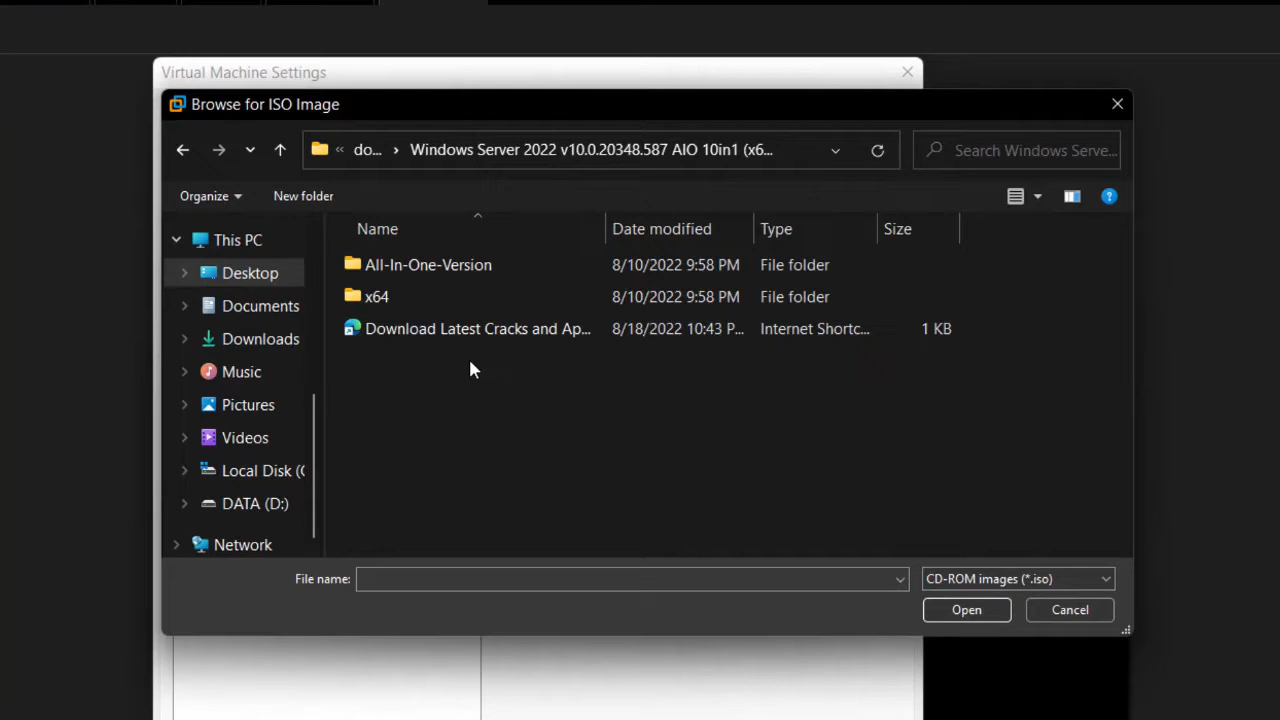 Virtual Machine Settings
Browse for ISO Image
« do... › Windows Server 2022 v10.0.20348.587 AIO 10in1 (x6...
Search Windows Serve...
Organize
New folder
Name
Date modified
Type
Size
This PC
Desktop
Documents
Downloads
Music
Pictures
Videos
Local Disk (C
DATA (D:)
Network
All-In-One-Version 8/10/2022 9:58 PM File folder
x64 8/10/2022 9:58 PM File folder
Download Latest Cracks and Ap... 8/18/2022 10:43 P... Internet Shortc... 1 KB
File name:
CD-ROM images (*.iso)
Open
Cancel